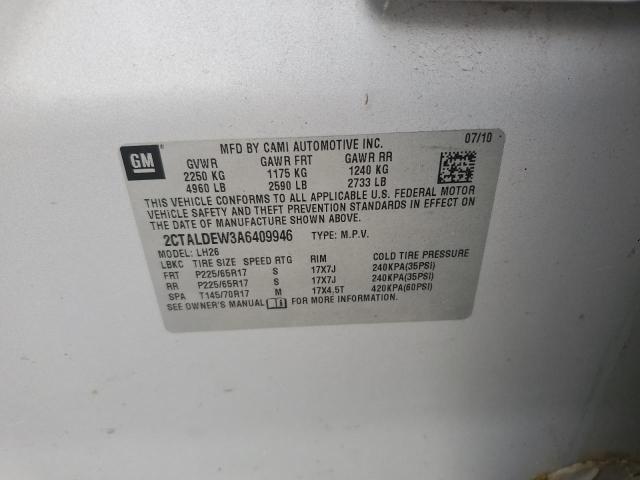 GM
MFD BY CAMI AUTOMOTIVE INC. 07/10
GVWR GAWR FRT GAWR RR
2250 KG 1175 KG 1240 KG
4960 LB 2590 LB 2733 LB
THIS VEHICLE CONFORMS TO ALL APPLICABLE U.S. FEDERAL MOTOR
VEHICLE SAFETY AND THEFT PREVENTION STANDARDS IN EFFECT ON
THE DATE OF MANUFACTURE SHOWN ABOVE.
2CTALDEW3A6409946 TYPE: M.P.V.
MODEL: LH26
LBKC TIRE SIZE SPEED RTG RIM COLD TIRE PRESSURE
FRT P225/65R17 S 17X7J 240KPA(35PSI)
RR P225/65R17 S 17X7J 240KPA(35PSI)
SPA T145/70R17 M 17X4.5T 420KPA(60PSI)
SEE OWNER'S MANUAL FOR MORE INFORMATION.